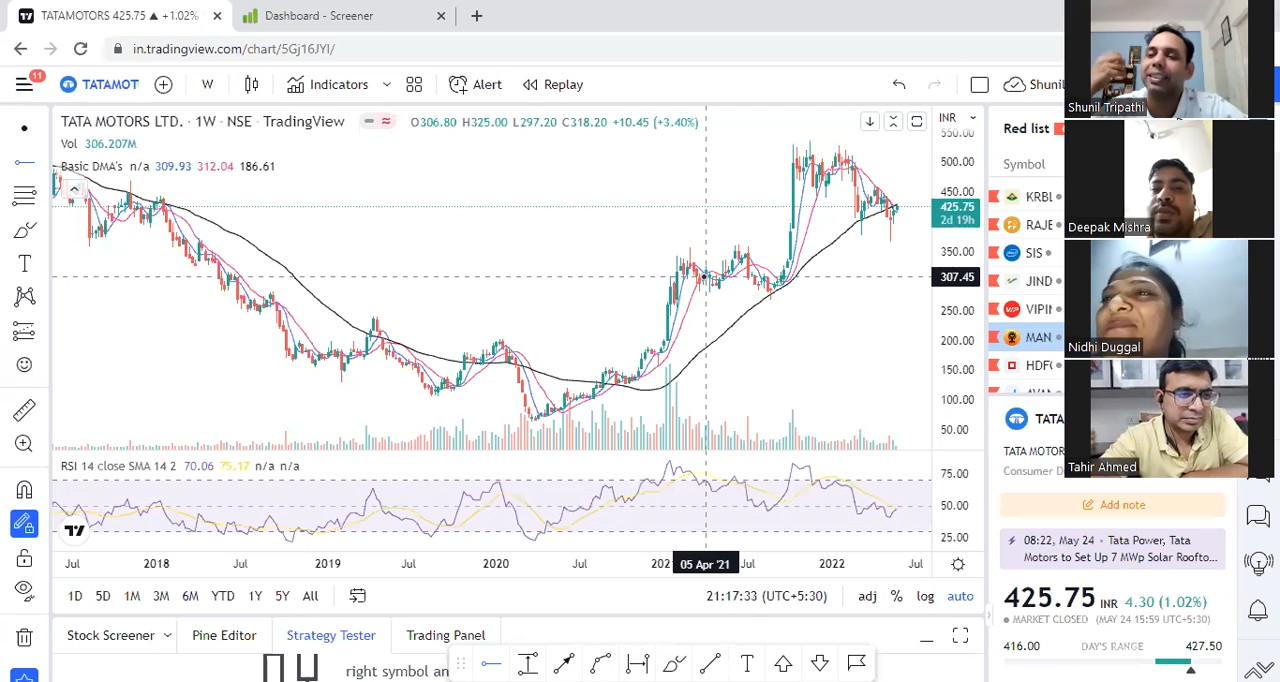 TATAMOTORS 425.75 ▲ +1.02%
Dashboard - Screener
in.tradingview.com/chart/5Gj16JYI/
11
TATAMOT
W
Indicators
Alert
Replay
Shunil
TATA MOTORS LTD. · 1W · NSE · TradingView
O306.80 H325.00 L297.20 C318.20 +10.45 (+3.40%)
INR
Vol 306.207M
Basic DMA's n/a 309.93 312.04 186.61
550.00
500.00
450.00
425.75
2d 19h
350.00
307.45
250.00
200.00
150.00
100.00
50.00
RSI 14 close SMA 14 2 70.06 75.17 n/a n/a
75.00
50.00
25.00
Jul 2018 Jul 2019 Jul 2020 Jul 2021 05 Apr '21 Jul 2022 Jul
1D 5D 1M 3M 6M YTD 1Y 5Y All
21:17:33 (UTC+5:30)
adj % log auto
Stock Screener
Pine Editor
Strategy Tester
Trading Panel
right symbol an
Red list
Symbol
KRBL
RAJE
SIS
JIND
VIPIN
MAN
HDFC
TATA
TATA MOTOR
Consumer D
Add note
08:22, May 24 • Tata Power, Tata
Motors to Set Up 7 MWp Solar Roofto...
425.75 INR 4.30 (1.02%)
MARKET CLOSED (MAY 24 15:59 UTC+5:30)
416.00 DAY'S RANGE 427.50
Shunil Tripathi
Deepak Mishra
Nidhi Duggal
Tahir Ahmed